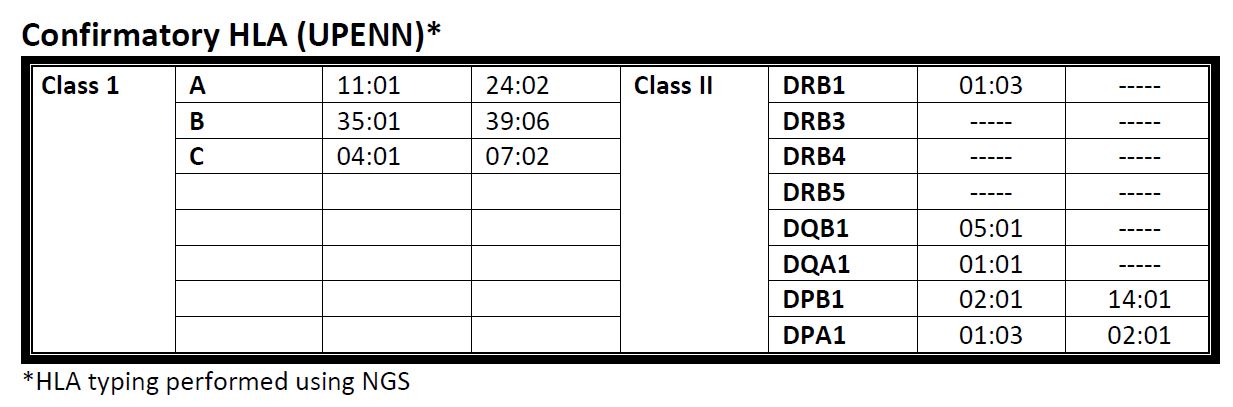 Confirmatory HLA (UPENN)*
Class 1 A 11:01 24:02 Class II DRB1 01:03 -----
B 35:01 39:06 DRB3 ----- -----
C 04:01 07:02 DRB4 ----- -----
DRB5 ----- -----
DQB1 05:01 -----
DQA1 01:01 -----
DPB1 02:01 14:01
DPA1 01:03 02:01
*HLA typing performed using NGS